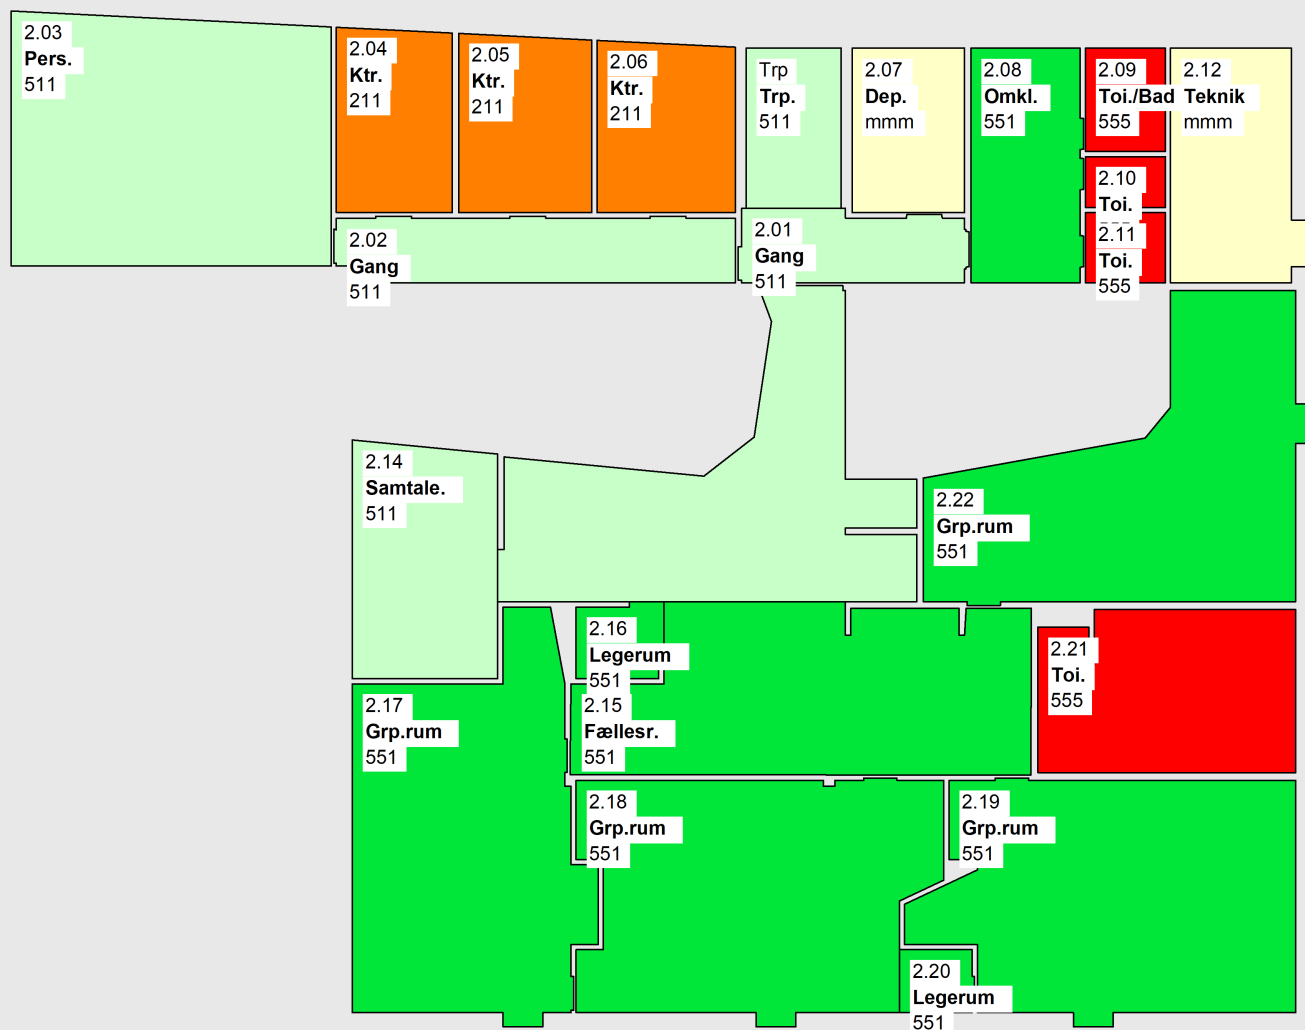 2.03
Pers.
511
2.04
Ktr.
211
2.05
Ktr.
211
2.06
Ktr.
211
Trp
Trp.
511
2.07
Dep.
mmm
2.08
Omkl.
551
2.09
Toi./Bad
555
2.12
Teknik
mmm
2.10
Toi.
2.11
Toi.
555
2.02
Gang
511
2.01
Gang
511
2.14
Samtale.
511
2.22
Grp.rum
551
2.16
Legerum
551
2.15
Fællesr.
551
2.21
Toi.
555
2.17
Grp.rum
551
2.18
Grp.rum
551
2.19
Grp.rum
551
2.20
Legerum
551